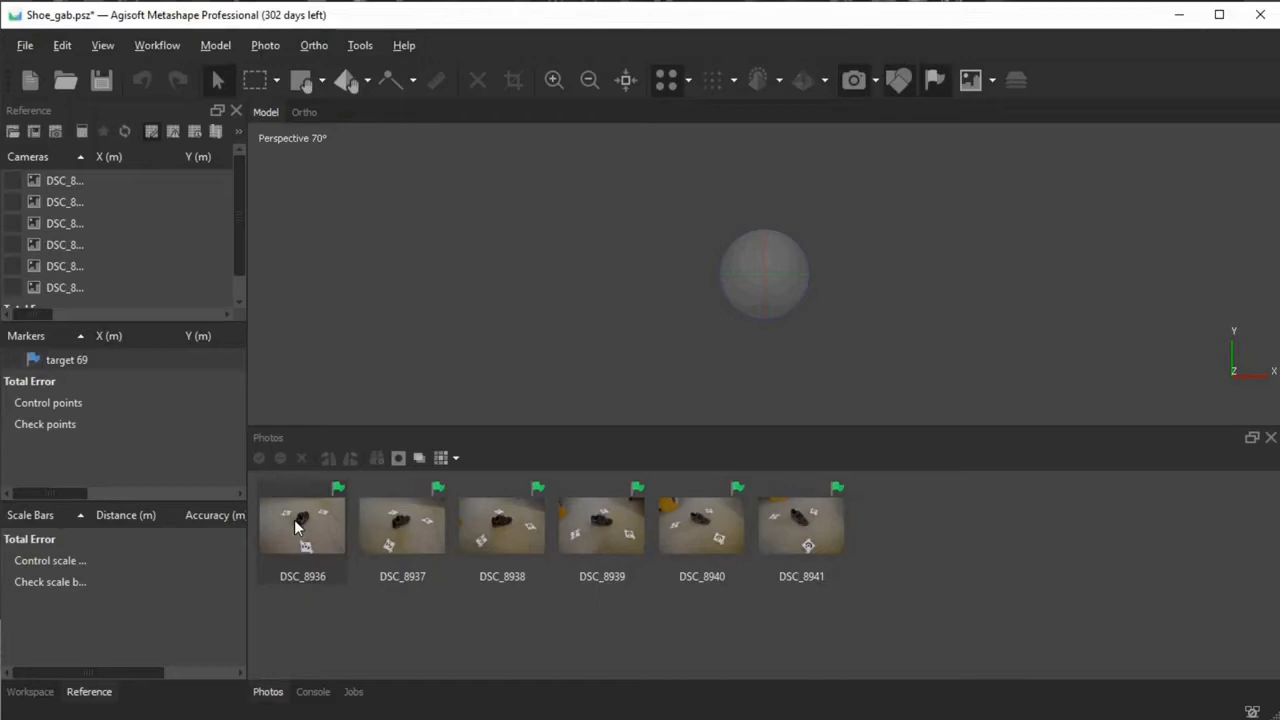 Shoe_gab.psz* — Agisoft Metashape Professional (302 days left)
File Edit View Workflow Model Photo Ortho Tools Help
Reference
Model Ortho
Perspective 70°
Cameras X (m) Y (m)
DSC_8...
DSC_8...
DSC_8...
DSC_8...
DSC_8...
DSC_8...
Markers X (m) Y (m)
target 69
Total Error
Control points
Check points
Scale Bars Distance (m) Accuracy (m
Total Error
Control scale ...
Check scale b...
Workspace Reference
Y
Z X
Photos
DSC_8936 DSC_8937 DSC_8938 DSC_8939 DSC_8940 DSC_8941
Photos Console Jobs